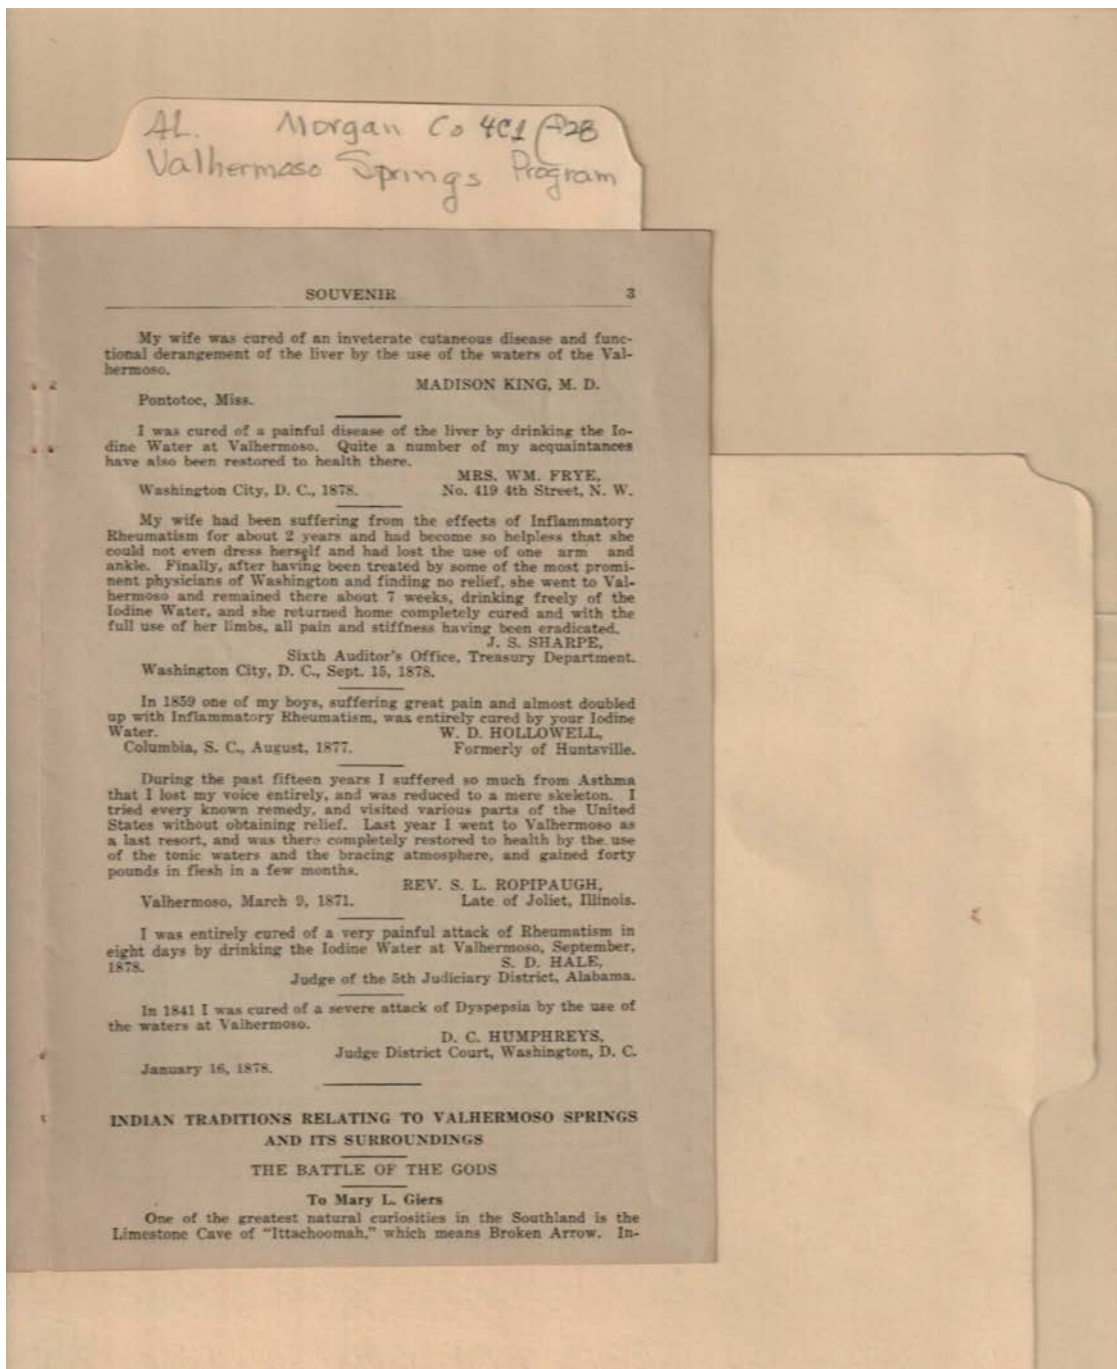 AL. Morgan Co 4C1 F28
Valhermoso Springs Program
SOUVENIR 3
My wife was cured of an inveterate cutaneous disease and func-
tional derangement of the liver by the use of the waters of the Val-
hermoso.
MADISON KING, M. D.
Pontotoc, Miss.
I was cured of a painful disease of the liver by drinking the Io-
dine Water at Valhermoso. Quite a number of my acquaintances
have also been restored to health there.
MRS. WM. FRYE,
Washington City, D. C., 1878. No. 419 4th Street, N. W.
My wife had been suffering from the effects of Inflammatory
Rheumatism for about 2 years and had become so helpless that she
could not even dress herself and had lost the use of one arm and
ankle. Finally, after having been treated by some of the most promi-
nent physicians of Washington and finding no relief, she went to Val-
hermoso and remained there about 7 weeks, drinking freely of the
Iodine Water, and she returned home completely cured and with the
full use of her limbs, all pain and stiffness having been eradicated.
J. S. SHARPE,
Sixth Auditor's Office, Treasury Department.
Washington City, D. C., Sept. 15, 1878.
In 1859 one of my boys, suffering great pain and almost doubled
up with Inflammatory Rheumatism, was entirely cured by your Iodine
Water. W. D. HOLLOWELL,
Columbia, S. C., August, 1877. Formerly of Huntsville.
During the past fifteen years I suffered so much from Asthma
that I lost my voice entirely, and was reduced to a mere skeleton. I
tried every known remedy, and visited various parts of the United
States without obtaining relief. Last year I went to Valhermoso as
a last resort, and was there completely restored to health by the use
of the tonic waters and the bracing atmosphere, and gained forty
pounds in flesh in a few months.
REV. S. L. ROPIPAUGH,
Valhermoso, March 9, 1871. Late of Joliet, Illinois.
I was entirely cured of a very painful attack of Rheumatism in
eight days by drinking the Iodine Water at Valhermoso, September,
1878. S. D. HALE,
Judge of the 5th Judiciary District, Alabama.
In 1841 I was cured of a severe attack of Dyspepsia by the use of
the waters at Valhermoso.
D. C. HUMPHREYS,
Judge District Court, Washington, D. C.
January 16, 1878.
INDIAN TRADITIONS RELATING TO VALHERMOSO SPRINGS
AND ITS SURROUNDINGS
THE BATTLE OF THE GODS
To Mary L. Giers
One of the greatest natural curiosities in the Southland is the
Limestone Cave of "Ittachoomah," which means Broken Arrow. In-